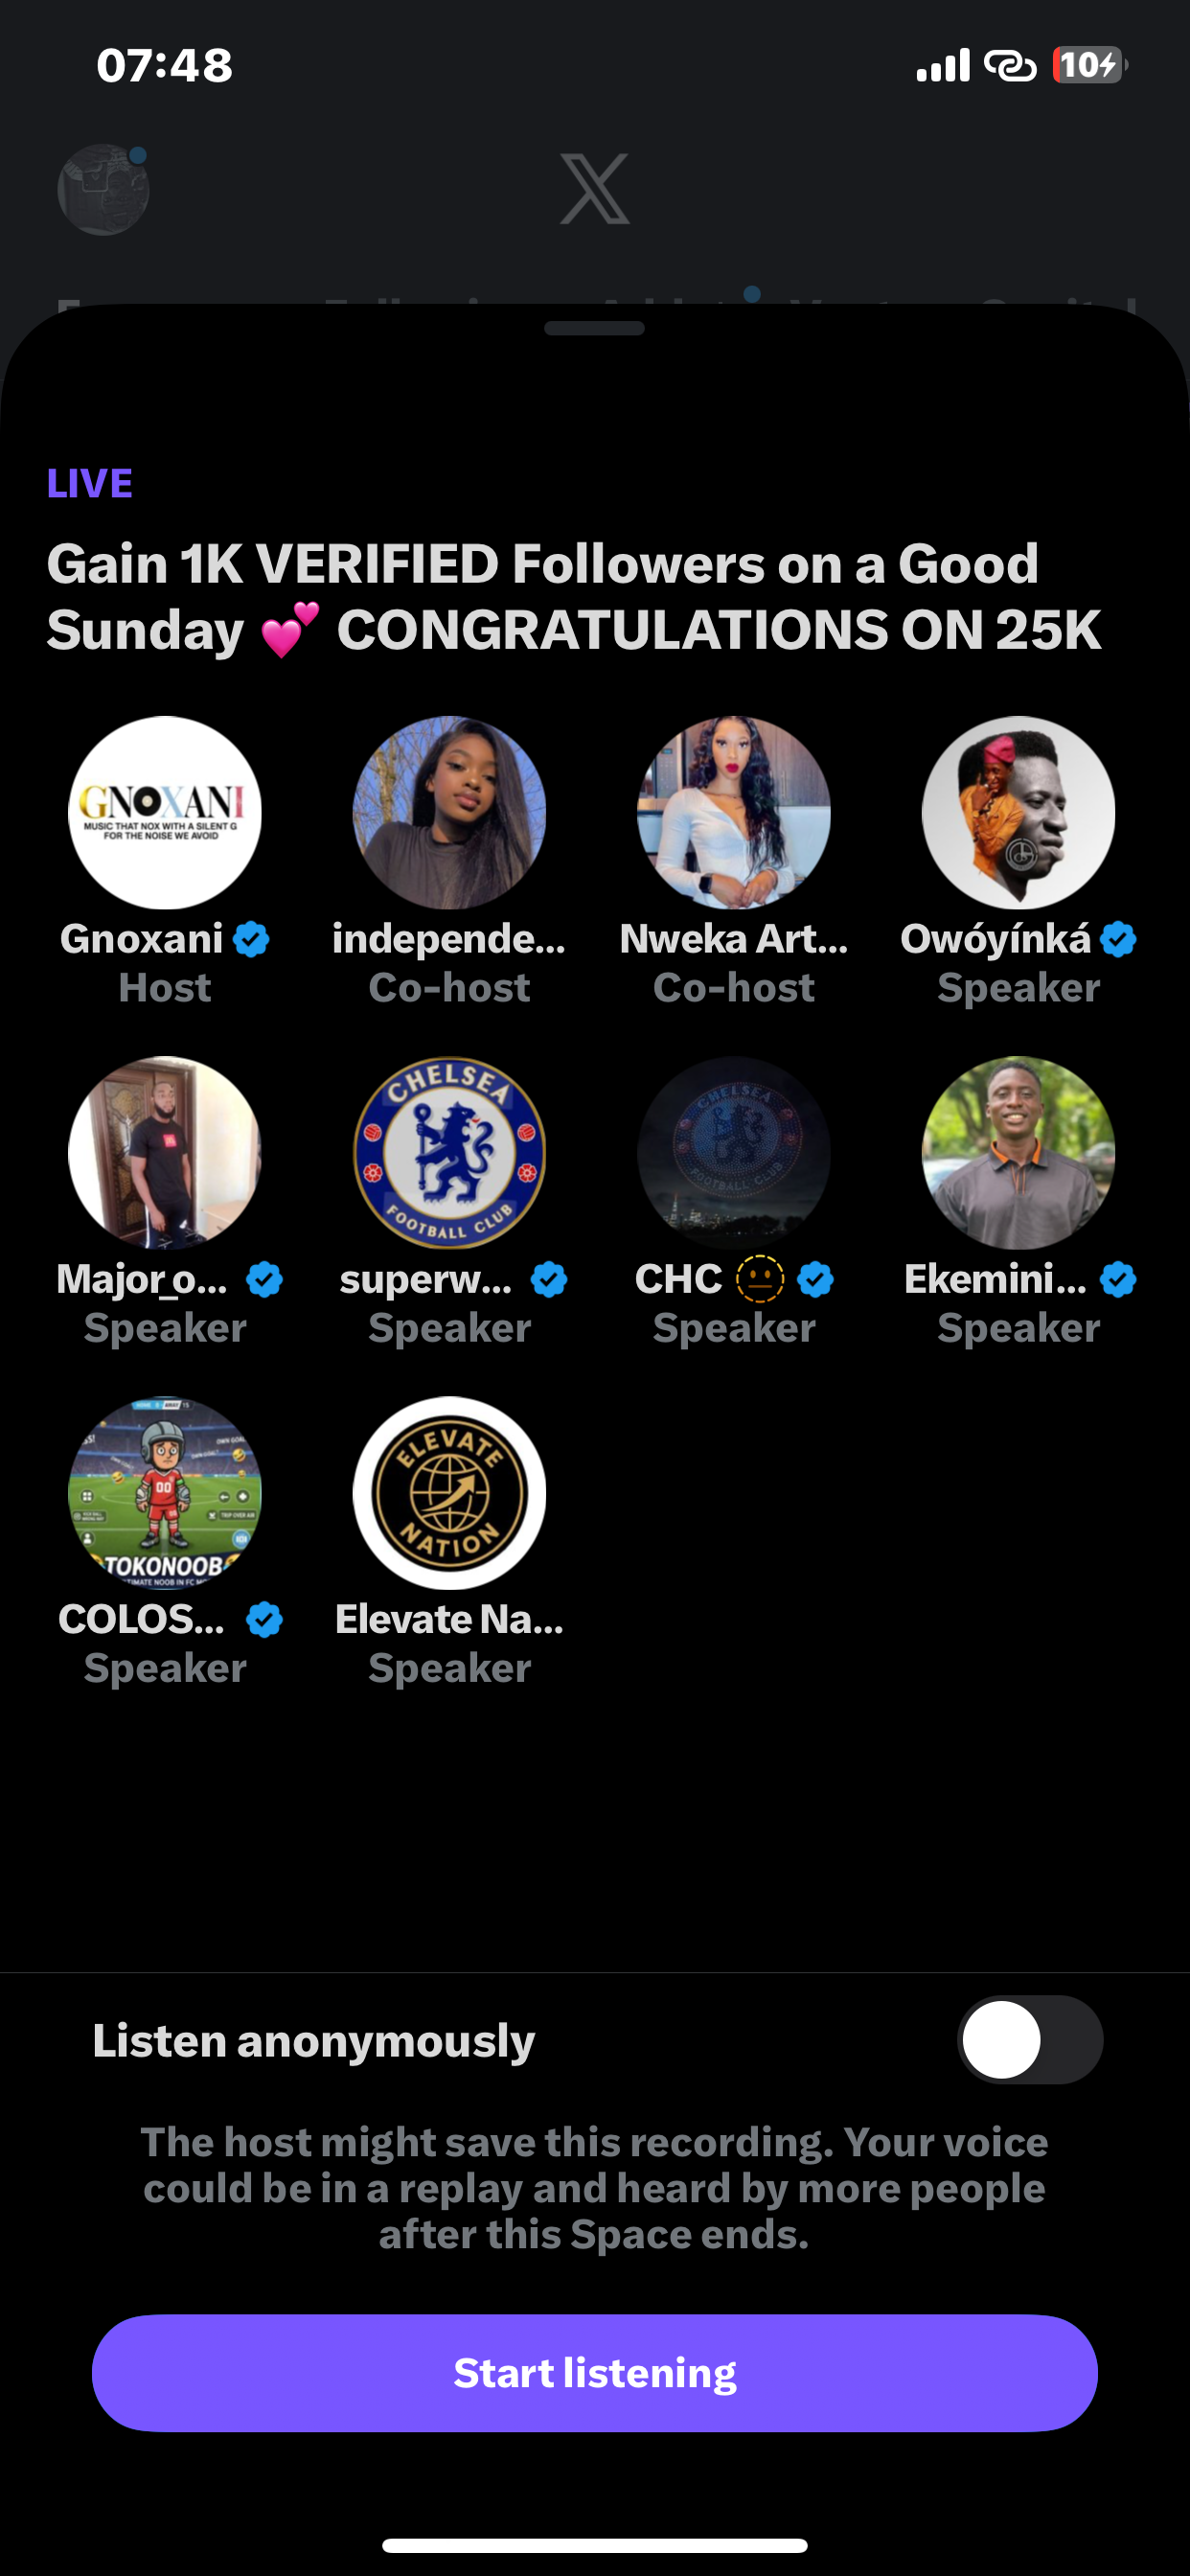 07:48
10
LIVE
Gain 1K VERIFIED Followers on a Good
Sunday 💕 CONGRATULATIONS ON 25K
GNOXANI
MUSIC THAT NOX WITH A SILENT G
FOR THE NOISE WE AVOID
Gnoxani
Host
independe...
Co-host
Nweka Art...
Co-host
Owóyínká
Speaker
CHELSEA
FOOTBALL CLUB
CHELSEA
FOOTBALL CLUB
Major_o...
Speaker
superw...
Speaker
CHC 🫥
Speaker
Ekemini...
Speaker
00
TOKONOOB
ELEVATE
NATION
COLOS...
Speaker
Elevate Na...
Speaker
Listen anonymously
The host might save this recording. Your voice
could be in a replay and heard by more people
after this Space ends.
Start listening